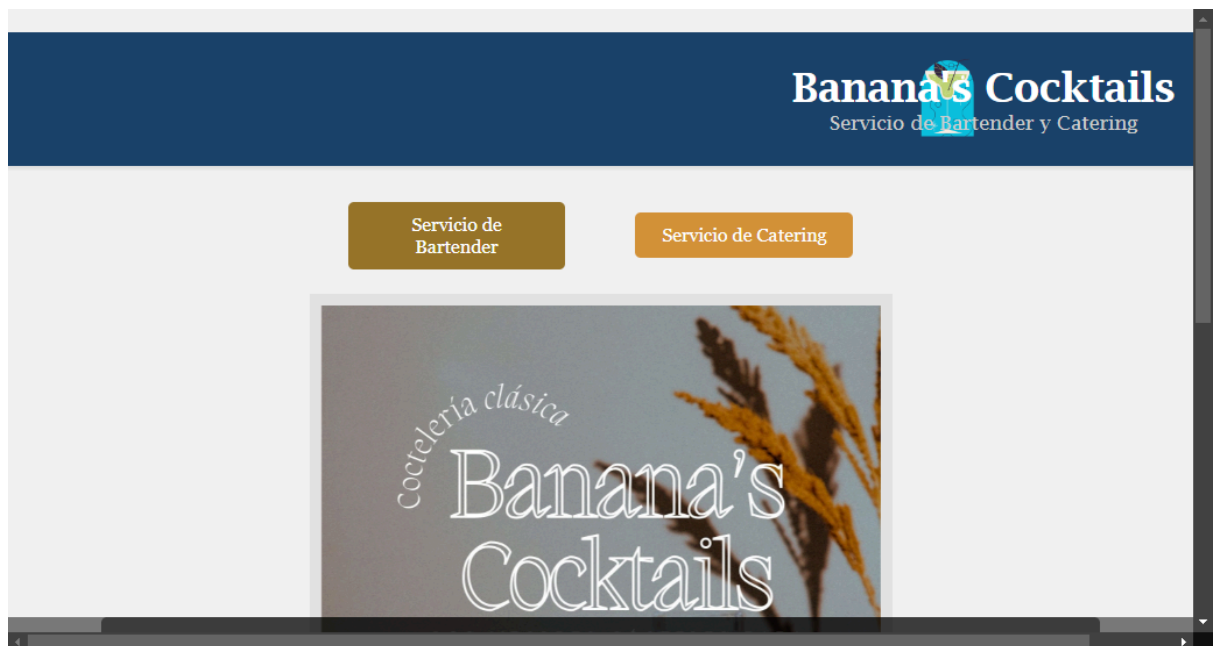 Banana's Cocktails
Servicio de Bartender y Catering
Servicio de
Bartender
Servicio de Catering
Coctelería clásica
Banana's
Cocktails